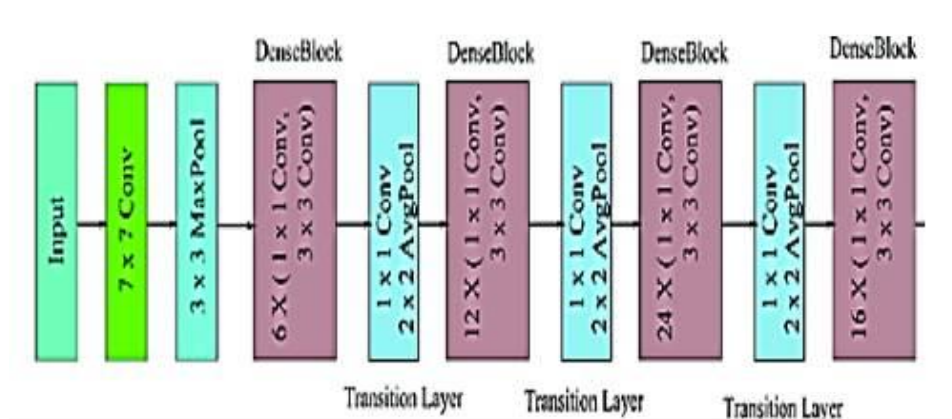 DenseBlock
DenseBlock
DenseBlock
DenseBlock
Input
7 x 7 Conv
3 x 3 MaxPool
6 X ( 1 x 1 Conv,
3 x 3 Conv)
1 x 1 Conv
2 x 2 AvgPool
12 X ( 1 x 1 Conv,
3 x 3 Conv)
1 x 1 Conv
2 x 2 AvgPool
24 X ( 1 x 1 Conv,
3 x 3 Conv)
1 x 1 Conv
2 x 2 AvgPool
16 X ( 1 x 1 Conv,
3 x 3 Conv)
Transition Layer
Transition Layer
Transition Layer